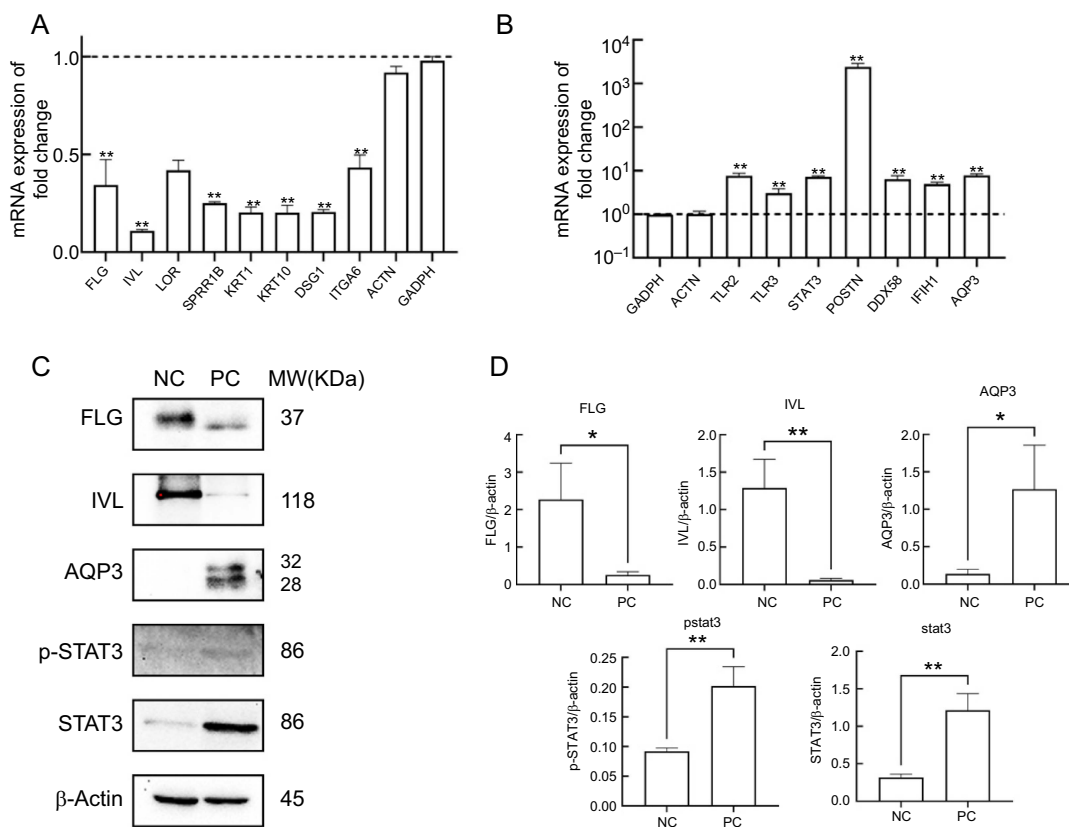 A
mRNA expression of
fold change
1.0
0.5
0.0
** ** ** ** ** ** **
FLG IVL LOR SPRR1B KRT1 KRT10 DSG1 ITGA6 ACTN GADPH
B
mRNA expression of
fold change
10⁴
10³
10²
10¹
10⁰
10⁻¹
** ** ** ** ** ** **
GADPH ACTN TLR2 TLR3 STAT3 POSTN DDX58 IFIH1 AQP3
C
NC PC MW(KDa)
FLG 37
IVL 118
AQP3 32
28
p-STAT3 86
STAT3 86
β-Actin 45
D
FLG
*
FLG/β-actin
4
3
2
1
0
NC PC
IVL
**
IVL/β-actin
2.0
1.5
1.0
0.5
0.0
NC PC
AQP3
*
AQP3/β-actin
2.0
1.5
1.0
0.5
0.0
NC PC
pstat3
**
p-STAT3/β-actin
0.25
0.20
0.15
0.10
0.05
0.00
NC PC
stat3
**
STAT3/β-actin
2.0
1.5
1.0
0.5
0.0
NC PC